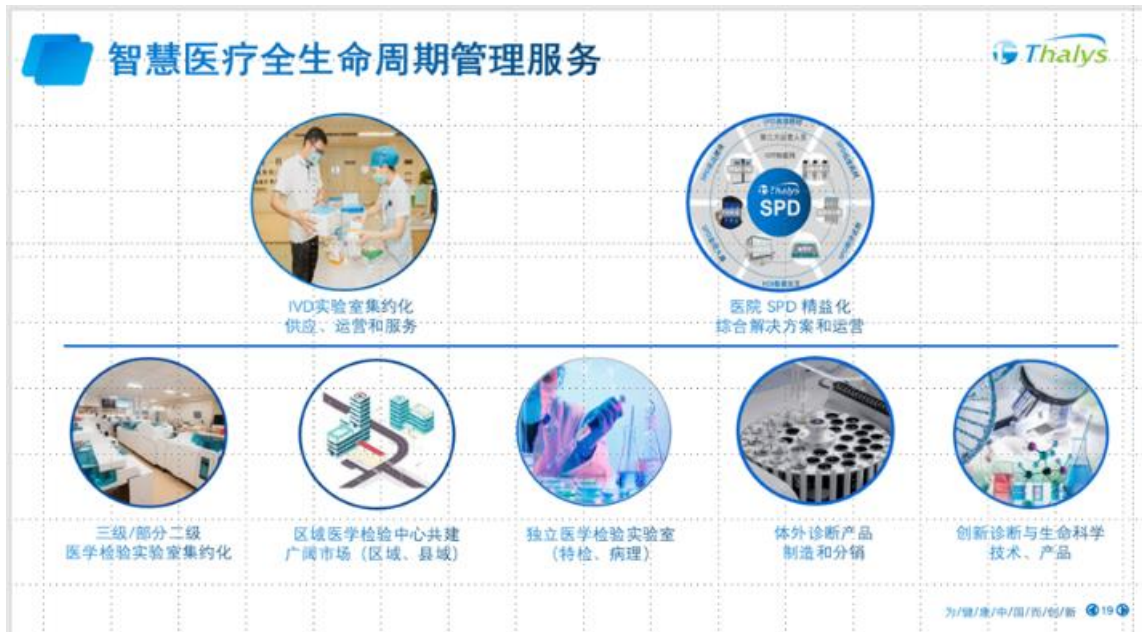 智慧医疗全生命周期管理服务
Thalys
Thalys
SPD
IVD实验室集约化
供应、运营和服务
医院 SPD 精益化
综合解决方案和运营
三级/部分二级
医学检验实验室集约化
区域医学检验中心共建
广阔市场（区域、县域）
独立医学检验实验室
（特检、病理）
体外诊断产品
制造和分销
创新诊断与生命科学
技术、产品
为/健/康/中/国/而/创/新
19